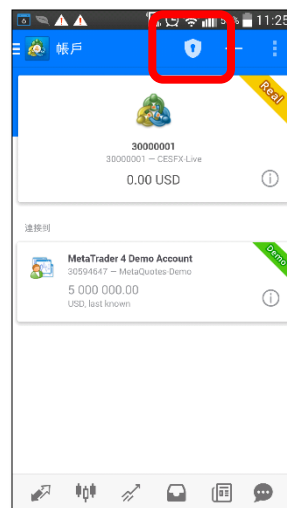 11:25
帳戶
Real
30000001
30000001 — CESFX-Live
0.00 USD
連接到
MetaTrader 4 Demo Account
Demo
30594647 — MetaQuotes-Demo
5 000 000.00
USD, last known